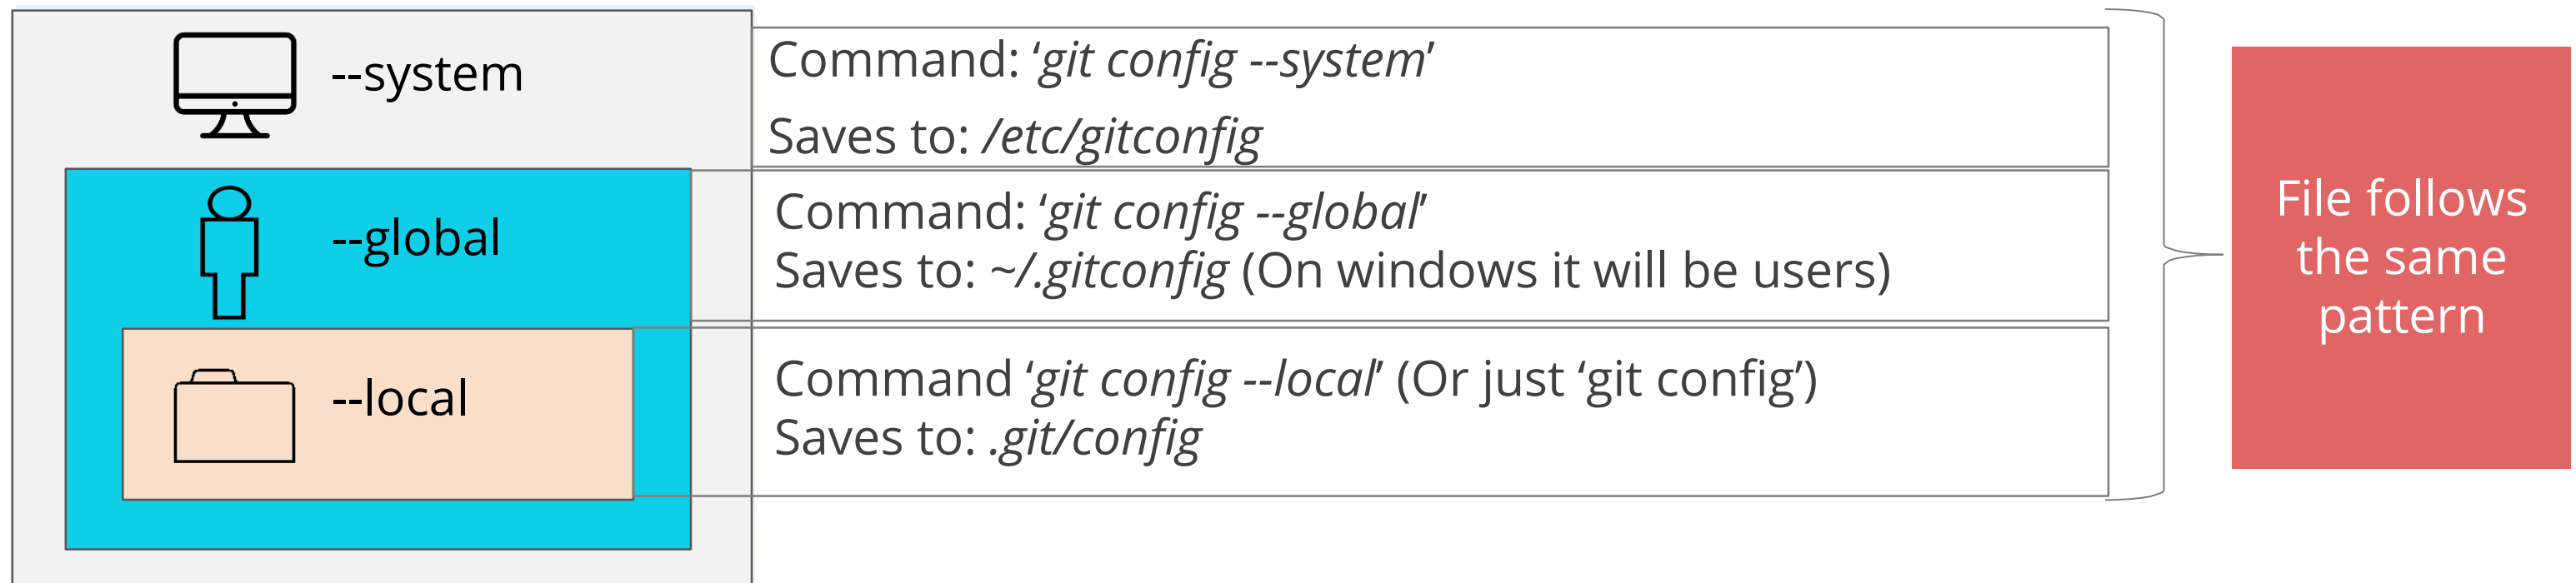 --system
Command: ‘git config --system’
Saves to: /etc/gitconfig
--global
Command: ‘git config --global’
Saves to: ~/.gitconfig (On windows it will be users)
--local
Command ‘git config --local’ (Or just ‘git config’)
Saves to: .git/config
File follows
the same
pattern